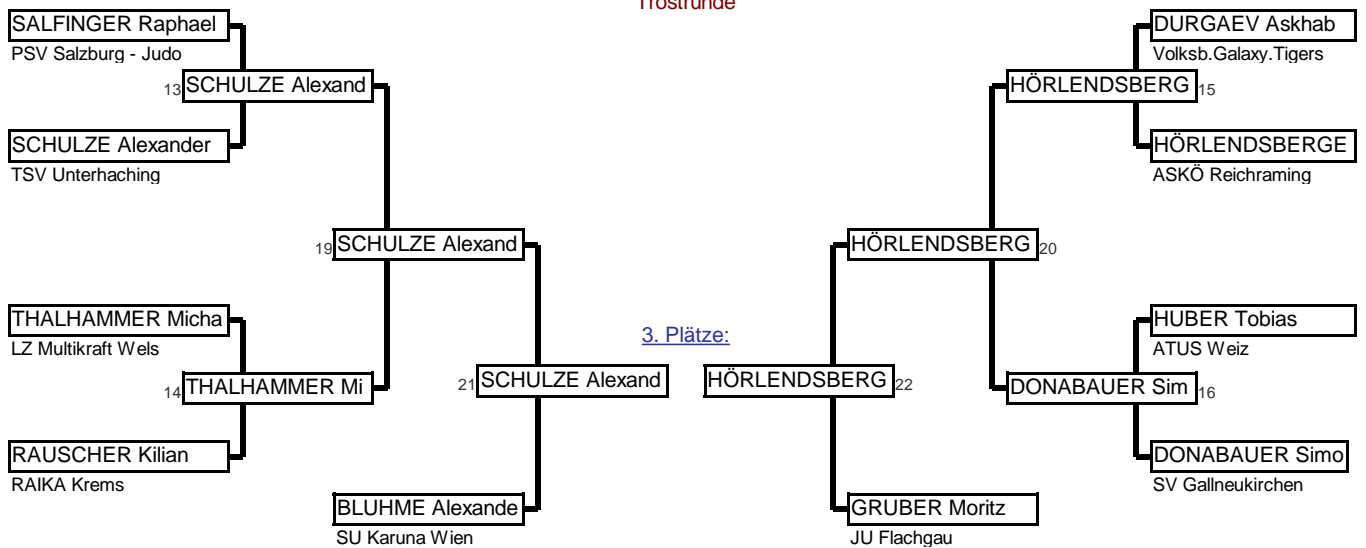 Trostrunde
SALFINGER Raphael
PSV Salzburg - Judo
13 SCHULZE Alexand
SCHULZE Alexander
TSV Unterhaching
19 SCHULZE Alexand
THALHAMMER Micha
LZ Multikraft Wels
14 THALHAMMER Mi
RAUSCHER Kilian
RAIKA Krems
21 SCHULZE Alexand
BLUHME Alexande
SU Karuna Wien
3. Plätze:
DURGAEV Askhab
Volksb.Galaxy.Tigers
HÖRLENDSBERG 15
HÖRLENDSBERGE
ASKÖ Reichraming
HÖRLENDSBERG 20
HUBER Tobias
ATUS Weiz
DONABAUER Sim 16
DONABAUER Simo
SV Gallneukirchen
HÖRLENDSBERG 22
GRUBER Moritz
JU Flachgau